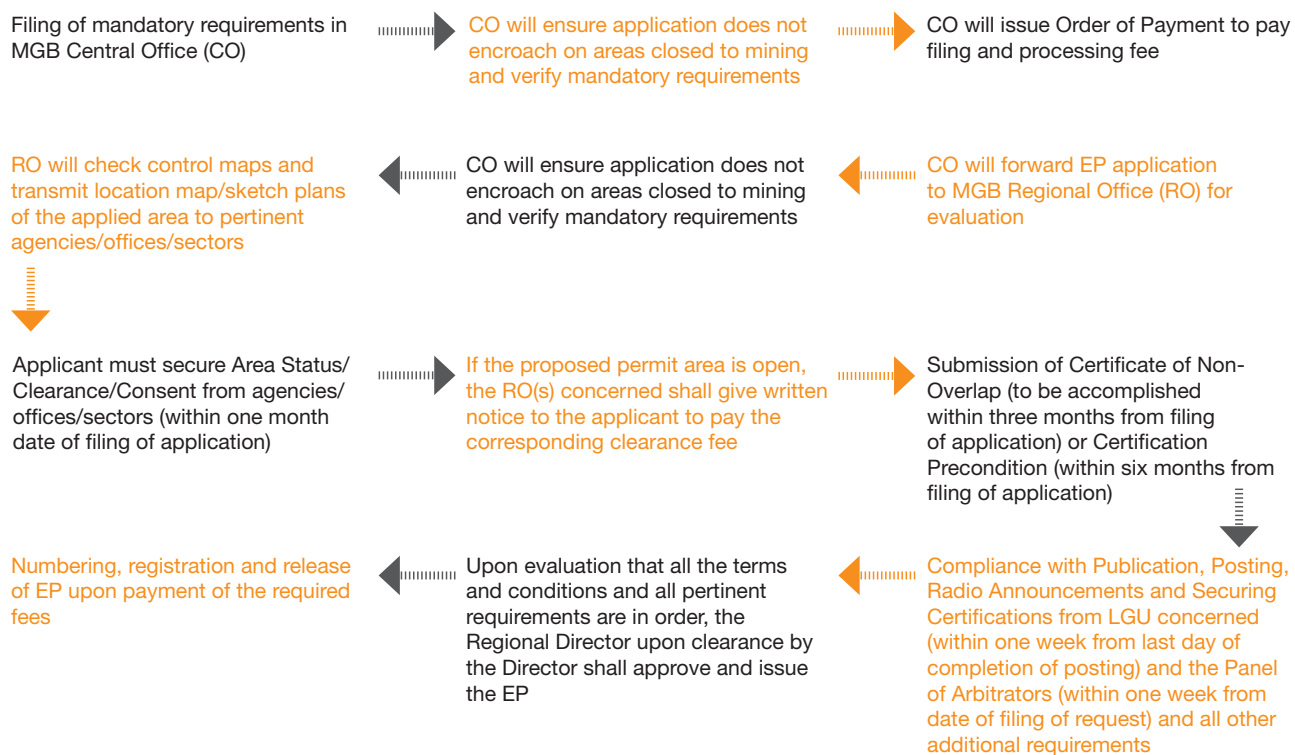 Filing of mandatory requirements in
MGB Central Office (CO)
CO will ensure application does not
encroach on areas closed to mining
and verify mandatory requirements
CO will issue Order of Payment to pay
filing and processing fee
CO will forward EP application
to MGB Regional Office (RO) for
evaluation
CO will ensure application does not
encroach on areas closed to mining
and verify mandatory requirements
RO will check control maps and
transmit location map/sketch plans
of the applied area to pertinent
agencies/offices/sectors
Applicant must secure Area Status/
Clearance/Consent from agencies/
offices/sectors (within one month
date of filing of application)
If the proposed permit area is open,
the RO(s) concerned shall give written
notice to the applicant to pay the
corresponding clearance fee
Submission of Certificate of Non-
Overlap (to be accomplished
within three months from filing
of application) or Certification
Precondition (within six months from
filing of application)
Compliance with Publication, Posting,
Radio Announcements and Securing
Certifications from LGU concerned
(within one week from last day of
completion of posting) and the Panel
of Arbitrators (within one week from
date of filing of request) and all other
additional requirements
Upon evaluation that all the terms
and conditions and all pertinent
requirements are in order, the
Regional Director upon clearance by
the Director shall approve and issue
the EP
Numbering, registration and release
of EP upon payment of the required
fees